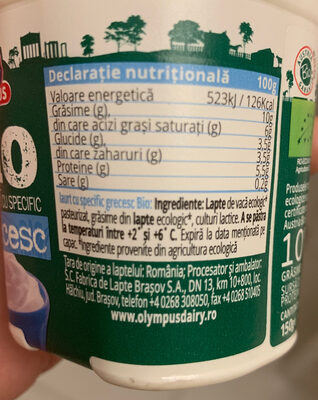 Declarație nutrițională 100g
Valoare energetică 523kJ / 126Kcal
Grăsime (g), 10g
din care acizi grași saturați (g) 6g
Glucide (g), 3,5g
din care zaharuri (g) 3,5g
Proteine (g) 5,5g
Sare (g) 0,2g
Iaurt cu specific grecesc Bio: Ingrediente: Lapte de vacă ecologic*
pasteurizat, grăsime din lapte ecologic*, culturi lactice. A se păstra
la temperaturi între +2° și +6° C. Expiră la data menționată pe
capac. *ingrediente provenite din agricultura ecologică
Țara de origine a laptelui: România; Procesator și ambalator:
S.C. Fabrica de Lapte Brașov S.A., DN 13, km 10+800, loc.
Hălchiu, jud. Brașov, telefon +4 0268 308050, fax +4 0268 510405
www.olympusdairy.ro
CU SPECIFIC
cesc
10
150g